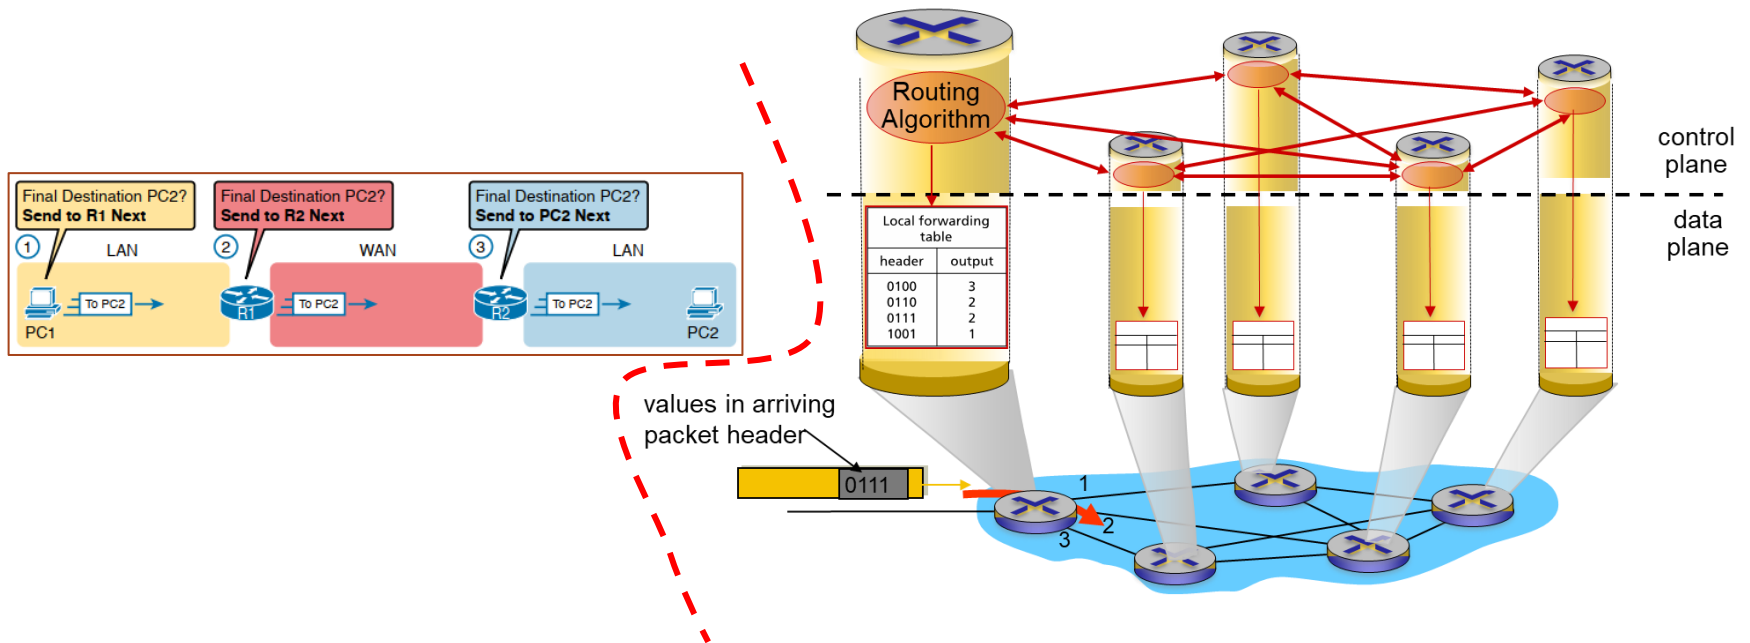 Final Destination PC2?
Send to R1 Next
Final Destination PC2?
Send to R2 Next
Final Destination PC2?
Send to PC2 Next
1
LAN
2
WAN
3
LAN
To PC2
R1
To PC2
R2
To PC2
PC1
PC2
Routing
Algorithm
control
plane
data
plane
Local forwarding
table
header output
0100 3
0110 2
0111 2
1001 1
values in arriving
packet header
0111
1
2
3